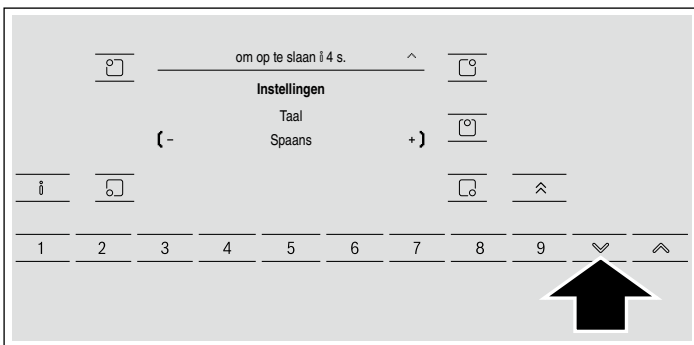 om op te slaan i 4 s.
Instellingen
Taal
- Spaans +
i
1 2 3 4 5 6 7 8 9